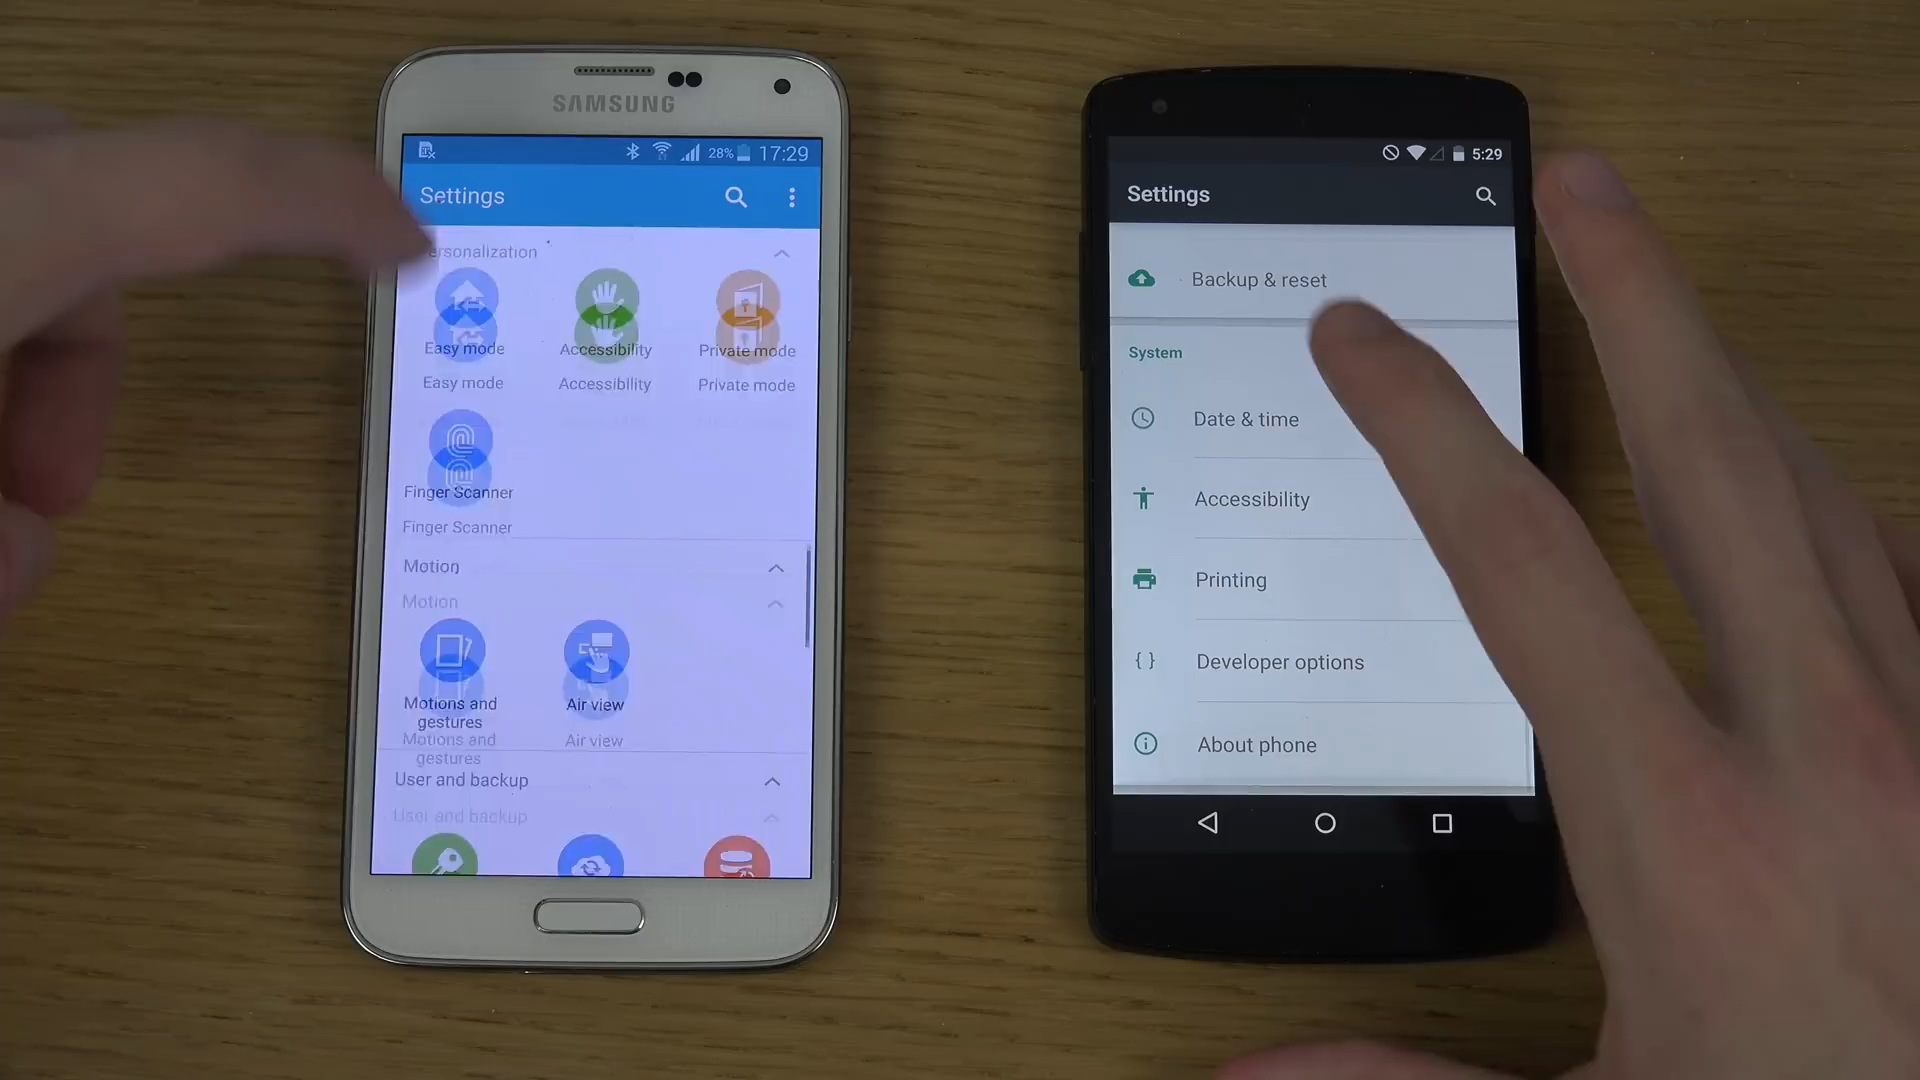 SAMSUNG
28% 17:29
Settings
ersonalization
Easy mode Accessibility Private mode
Easy mode Accessibility Private mode
Finger Scanner
Finger Scanner
Motion
Motion
Motions and Air view
gestures
Motions and Air view
gestures
User and backup
User and backup
5:29
Settings
Backup & reset
System
Date & time
Accessibility
Printing
{ } Developer options
About phone